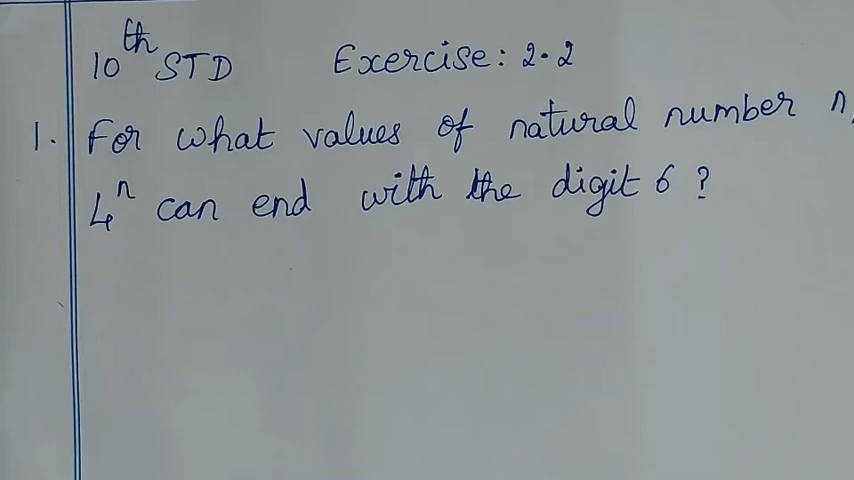 10th STD Exercise: 2.2
1. For what values of natural number n,
4^n can end with the digit 6 ?